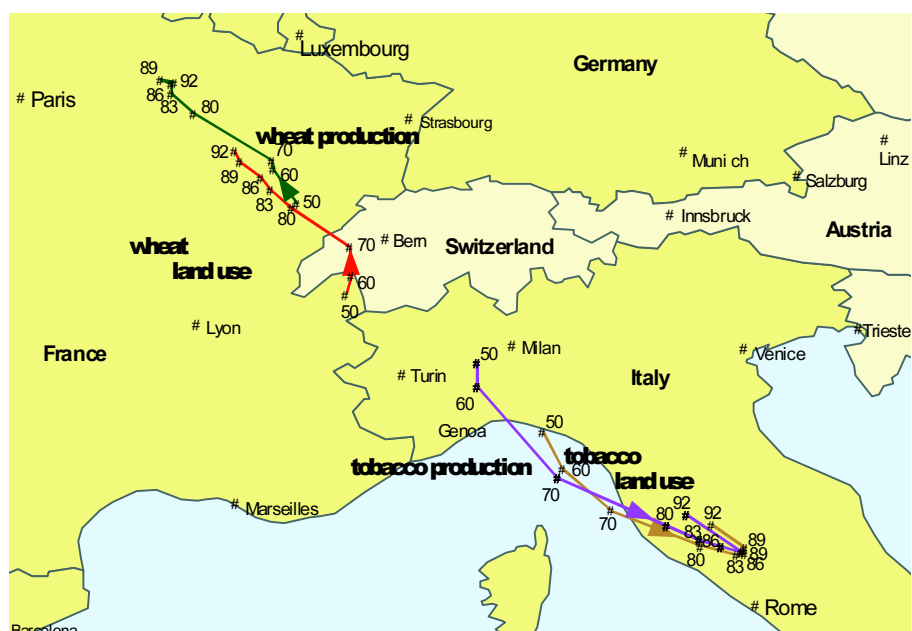 # Luxembourg
Germany
# Paris
89
# 92
86
83
# 80
wheat production
# Strasbourg
# Muni ch
# Linz
# Salzburg
92
70
89
60
86
83
50
80
# Innsbruck
Austria
wheat
land use
# Bern
Switzerland
70
60
50
# Lyon
France
# Trieste
50
# Milan
# Venice
# Turin
Italy
60
Genoa
50
tobacco
tobacco production
60
land use
70
# Marseilles
70
92
92
80
83
86
80
89
89
83
86
# Rome
Barcelona